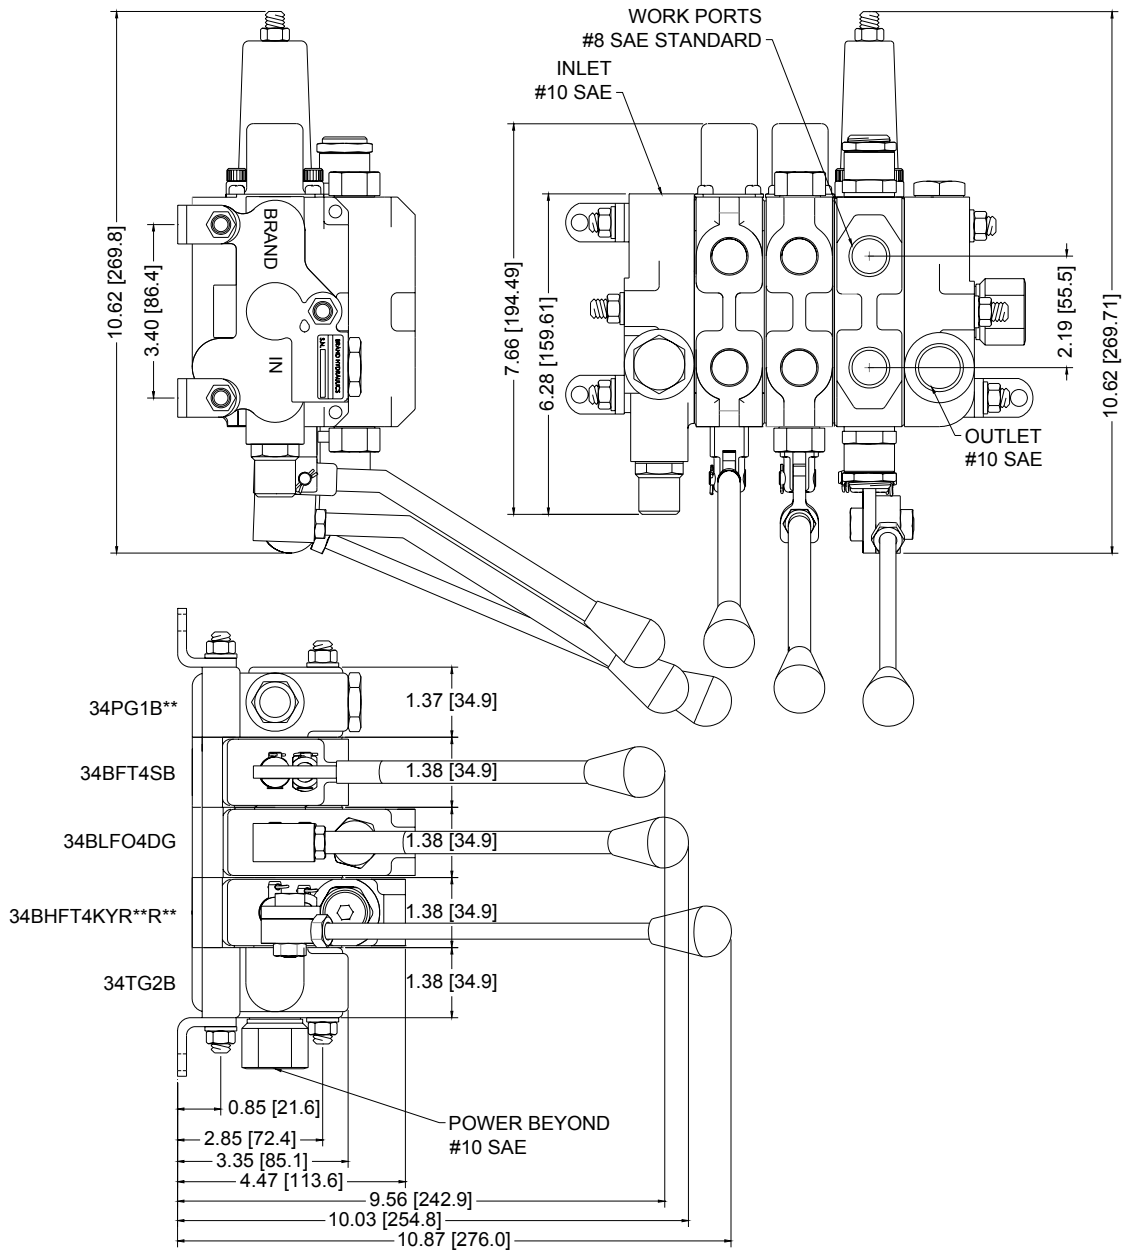 WORK PORTS
#8 SAE STANDARD
INLET
#10 SAE
10.62 [269.8]
3.40 [86.4]
BRAND
IN
BRAND HYDRAULICS
7.66 [194.49]
6.28 [159.61]
2.19 [55.5]
10.62 [269.71]
OUTLET
#10 SAE
34PG1B**
1.37 [34.9]
34BFT4SB
1.38 [34.9]
34BLFO4DG
1.38 [34.9]
34BHFT4KYR**R**
1.38 [34.9]
34TG2B
1.38 [34.9]
0.85 [21.6]
POWER BEYOND
#10 SAE
2.85 [72.4]
3.35 [85.1]
4.47 [113.6]
9.56 [242.9]
10.03 [254.8]
10.87 [276.0]